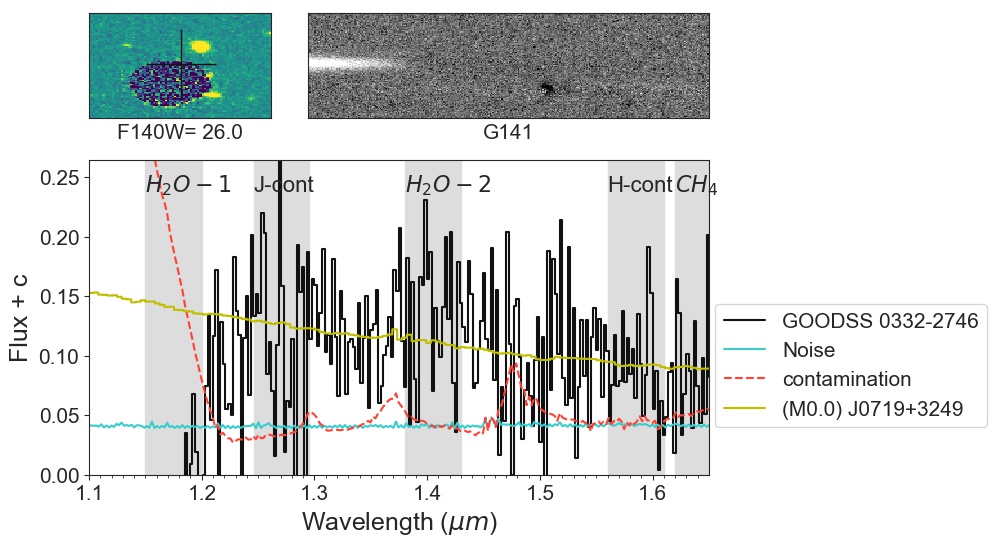 F140W= 26.0
G141
H₂O − 1
J-cont
H₂O − 2
H-cont
CH₄
0.25
0.20
0.15
0.10
0.05
0.00
Flux + c
1.1
1.2
1.3
1.4
1.5
1.6
Wavelength (μm)
GOODSS 0332-2746
Noise
contamination
(M0.0) J0719+3249